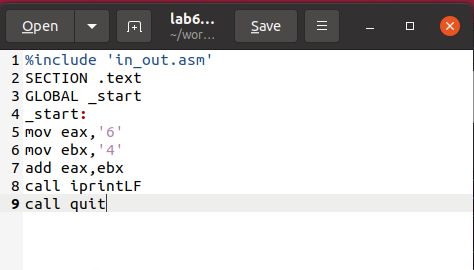 Open lab6... Save
~/wor...
1 %include 'in_out.asm'
2 SECTION .text
3 GLOBAL _start
4 _start:
5 mov eax,'6'
6 mov ebx,'4'
7 add eax,ebx
8 call iprintLF
9 call quit